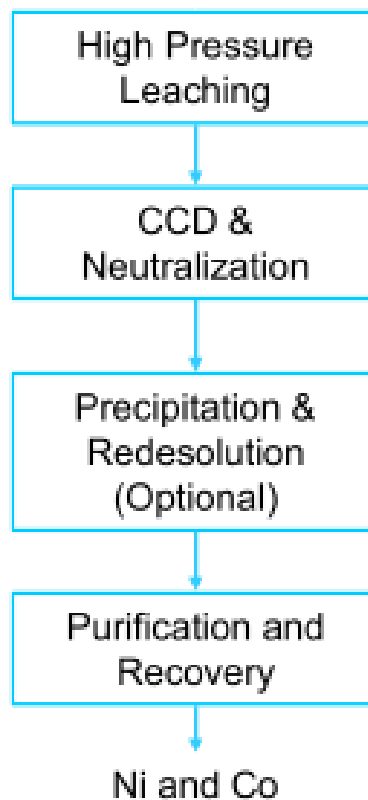 High Pressure
Leaching
CCD &
Neutralization
Precipitation &
Redesolution
(Optional)
Purification and
Recovery
Ni and Co